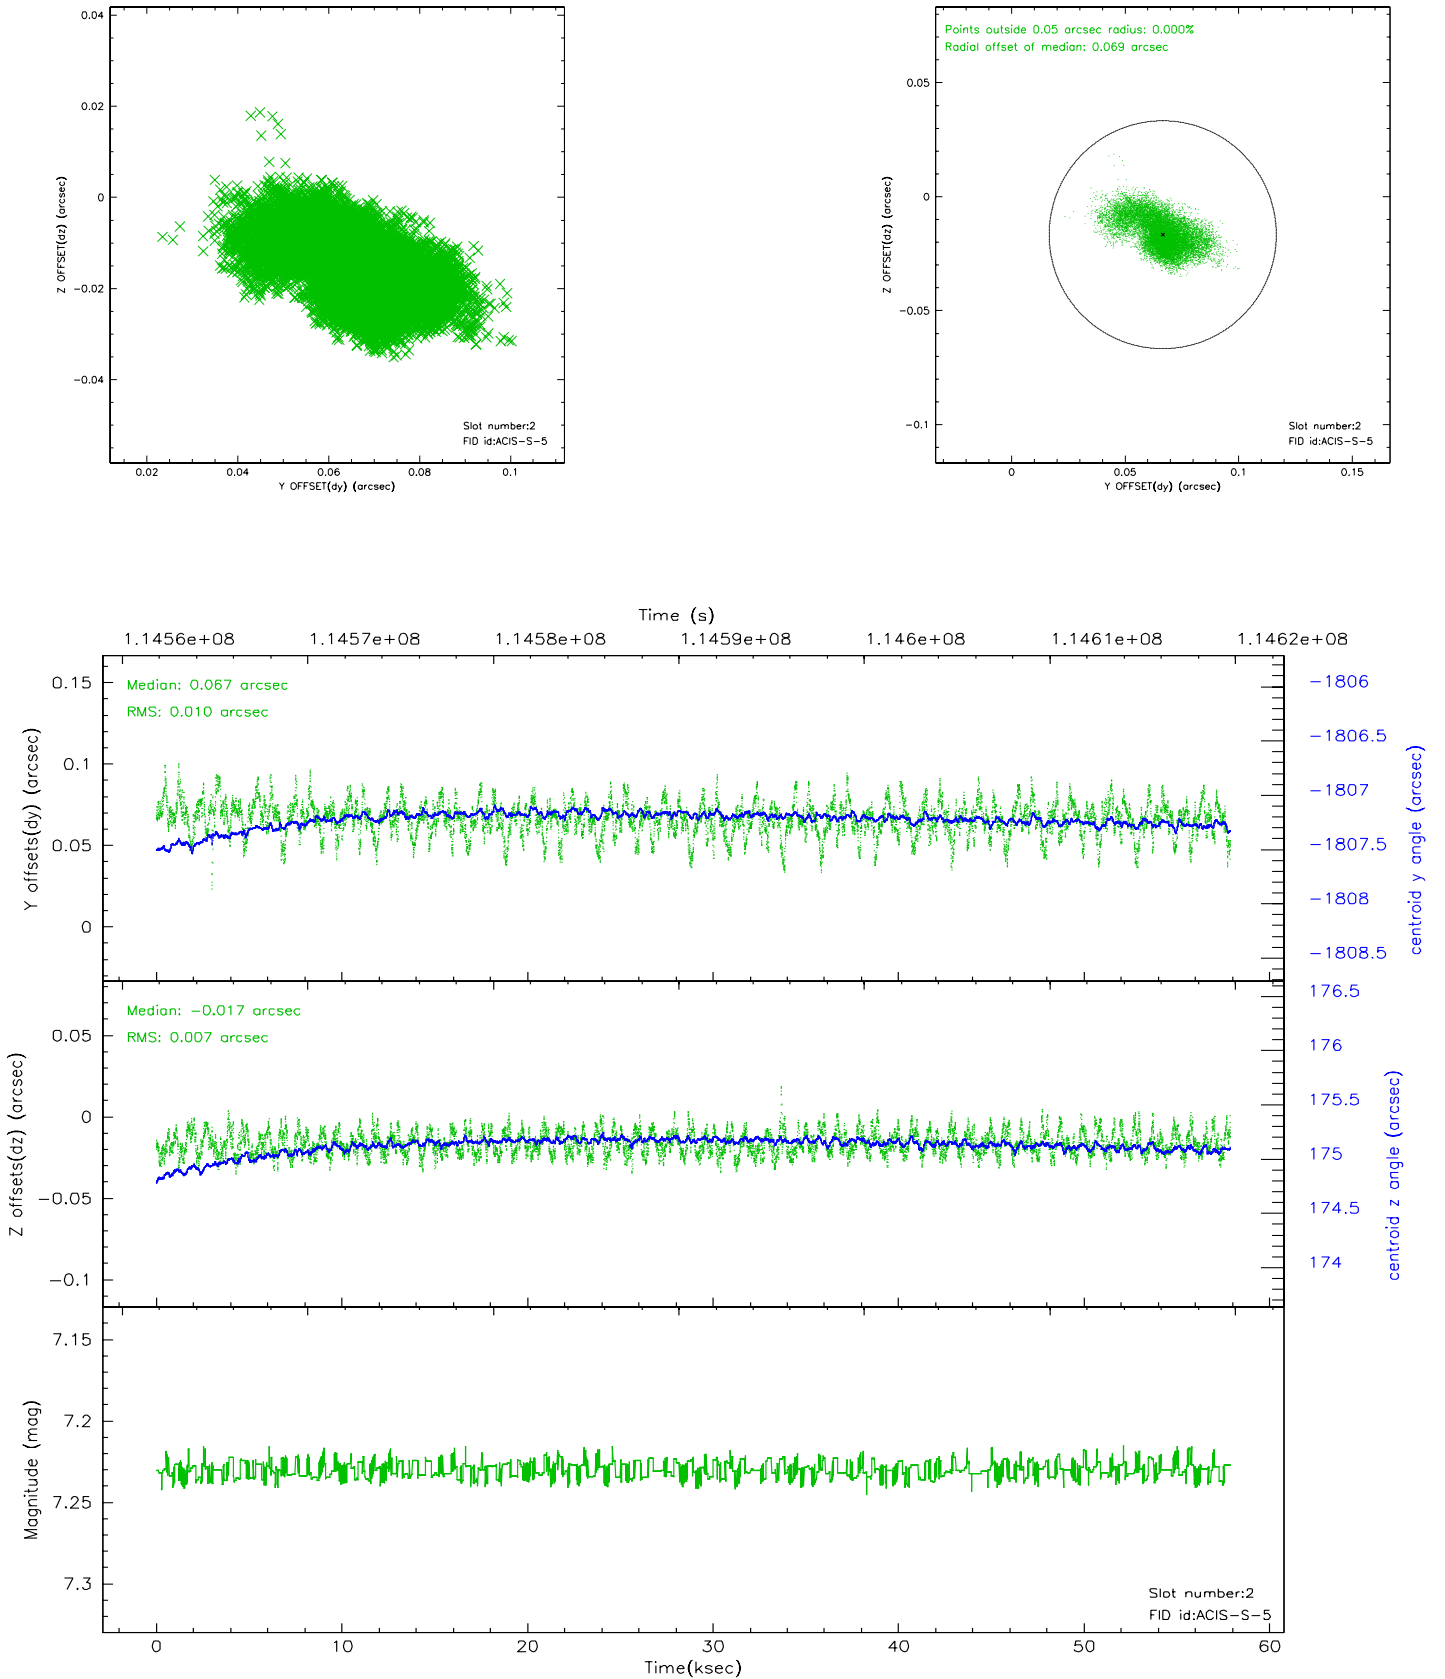 0.04
0.02
0
−0.02
−0.04
Z OFFSET(dz) (arcsec)
Slot number:2
FID id:ACIS−S−5
0.02 0.04 0.06 0.08 0.1
Y OFFSET(dy) (arcsec)
Points outside 0.05 arcsec radius: 0.000%
Radial offset of median: 0.069 arcsec
0.05
0
−0.05
−0.1
Z OFFSET(dz) (arcsec)
Slot number:2
FID id:ACIS−S−5
0 0.05 0.1 0.15
Y OFFSET(dy) (arcsec)
Time (s)
1.1456e+08 1.1457e+08 1.1458e+08 1.1459e+08 1.146e+08 1.1461e+08 1.1462e+08
Median: 0.067 arcsec
RMS: 0.010 arcsec
0.15
0.1
0.05
0
Y offsets(dy) (arcsec)
−1806
−1806.5
−1807
−1807.5
−1808
−1808.5
centroid y angle (arcsec)
Median: −0.017 arcsec
RMS: 0.007 arcsec
0.05
0
−0.05
−0.1
Z offsets(dz) (arcsec)
176.5
176
175.5
175
174.5
174
centroid z angle (arcsec)
7.15
7.2
7.25
7.3
Magnitude (mag)
Slot number:2
FID id:ACIS−S−5
0 10 20 30 40 50 60
Time(ksec)